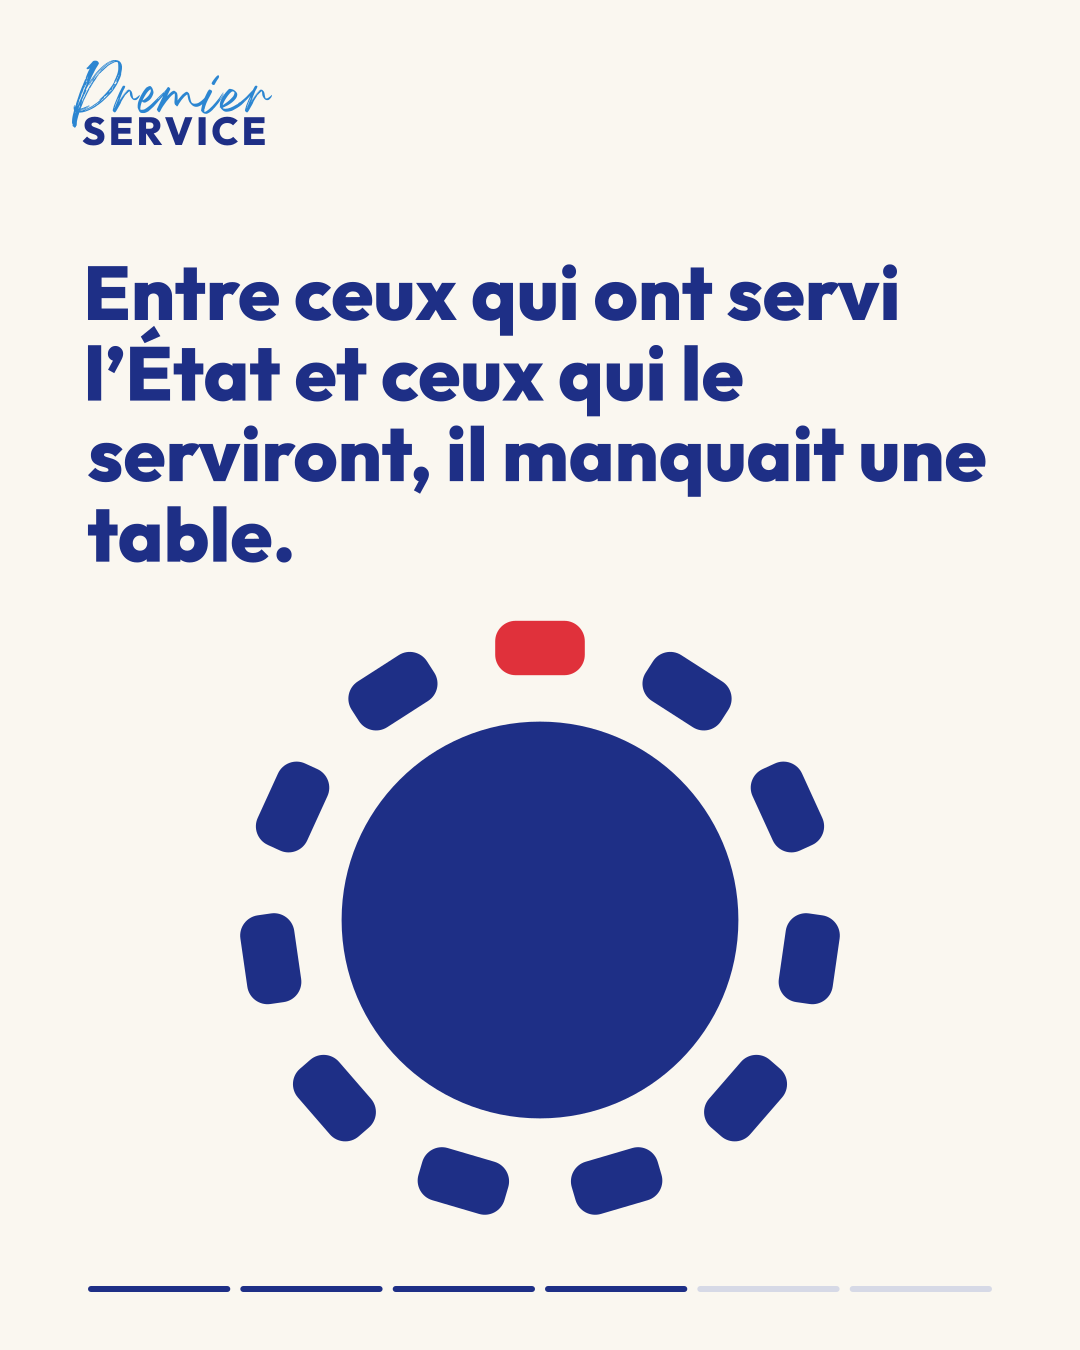 Premier
SERVICE
Entre ceux qui ont servi
l’État et ceux qui le
serviront, il manquait une
table.